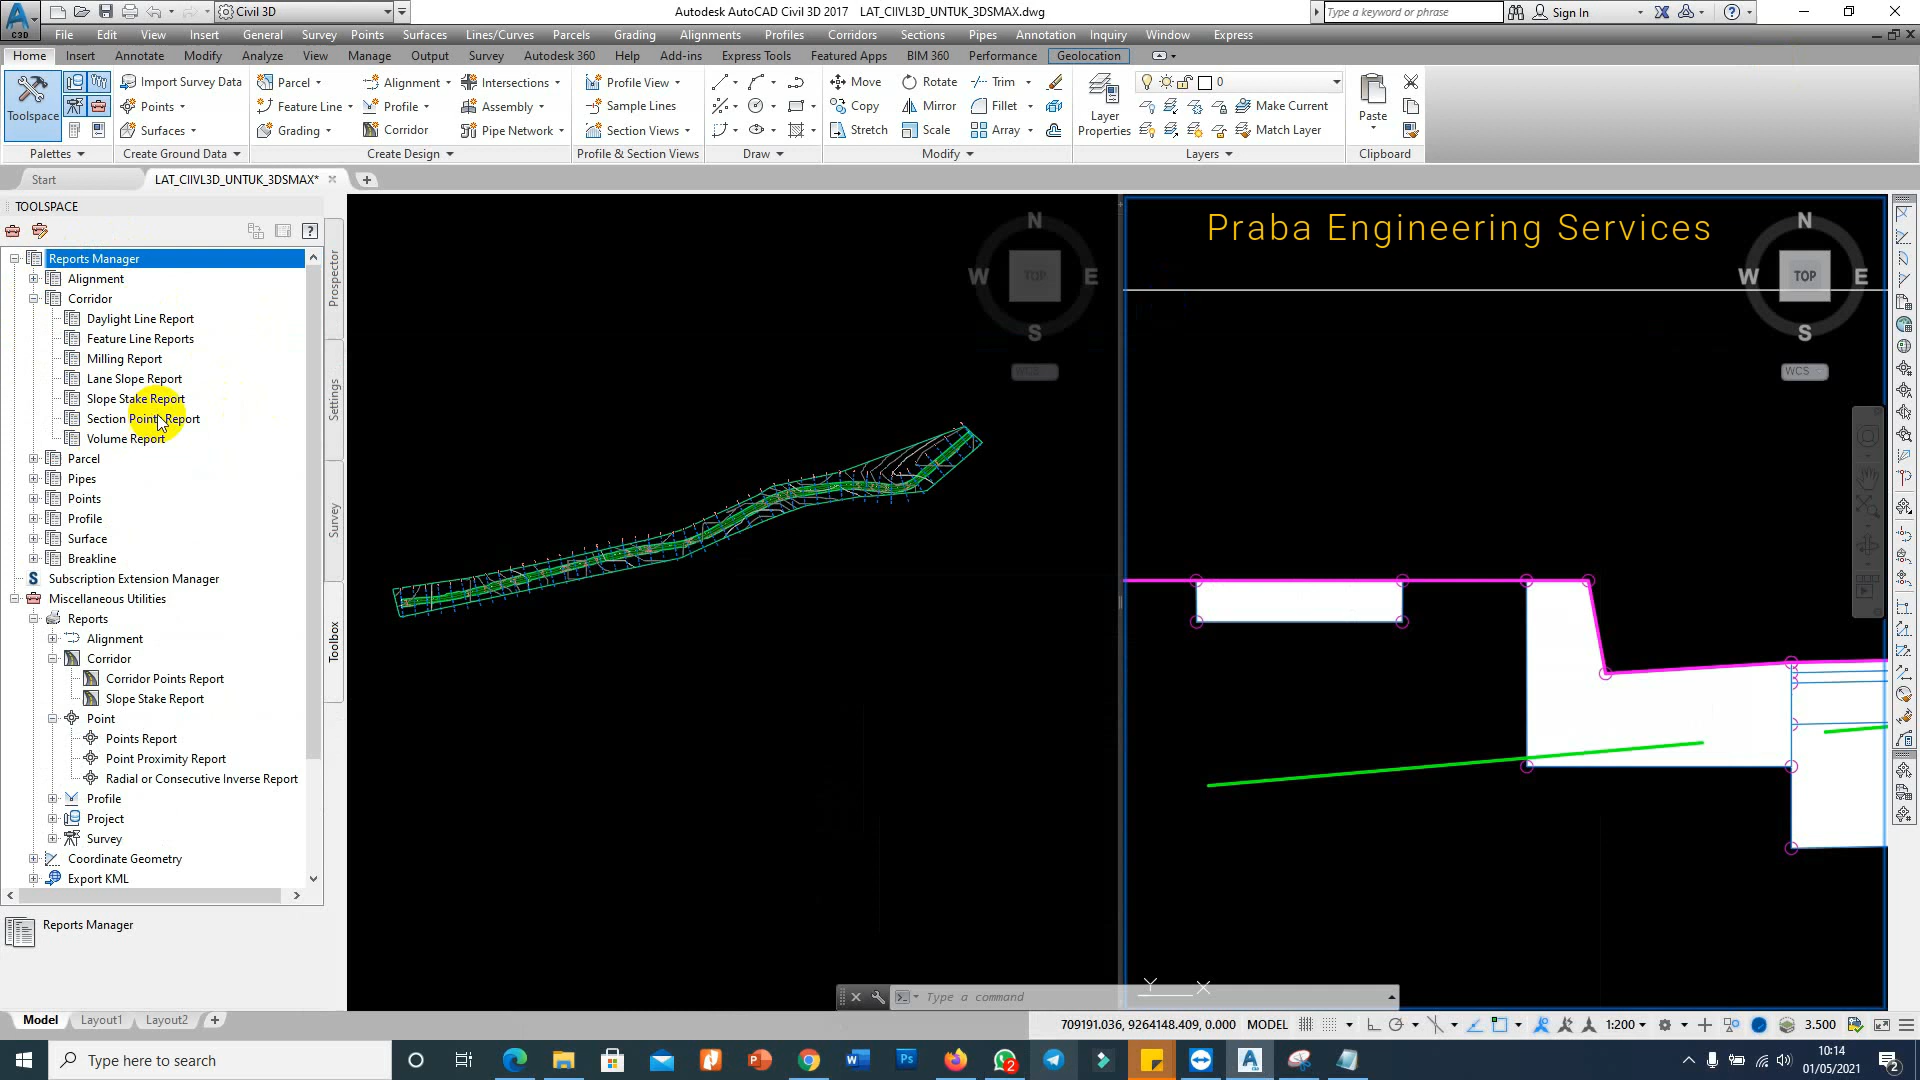 Civil 3D
Autodesk AutoCAD Civil 3D 2017 LAT_CIIVL3D_UNTUK_3DSMAX.dwg
Type a keyword or phrase
Sign In
C3D
File Edit View Insert General Survey Points Surfaces Lines/Curves Parcels Grading Alignments Profiles Corridors Sections Pipes Annotation Inquiry Window Express
Home Insert Annotate Modify Analyze View Manage Output Survey Autodesk 360 Help Add-ins Express Tools Featured Apps BIM 360 Performance Geolocation
Toolspace
Import Survey Data
Points
Surfaces
Parcel
Feature Line
Grading
Alignment
Profile
Corridor
Intersections
Assembly
Pipe Network
Profile View
Sample Lines
Section Views
Move
Copy
Stretch
Rotate
Mirror
Scale
Trim
Fillet
Array
Layer Properties
0
Make Current
Match Layer
Paste
Palettes Create Ground Data Create Design Profile & Section Views Draw Modify Layers Clipboard
Start LAT_CIIVL3D_UNTUK_3DSMAX*
TOOLSPACE
Reports Manager
Alignment
Corridor
Daylight Line Report
Feature Line Reports
Milling Report
Lane Slope Report
Slope Stake Report
Section Points Report
Volume Report
Parcel
Pipes
Points
Profile
Surface
Breakline
Subscription Extension Manager
Miscellaneous Utilities
Reports
Alignment
Corridor
Corridor Points Report
Slope Stake Report
Point
Points Report
Point Proximity Report
Radial or Consecutive Inverse Report
Profile
Project
Survey
Coordinate Geometry
Export KML
Reports Manager
Prospector
Settings
Survey
Toolbox
N
W TOP E
S
WCS
Praba Engineering Services
N
W TOP E
S
WCS
Y X
Type a command
Model Layout1 Layout2
709191.036, 9264148.409, 0.000 MODEL 1:200 3.500
Type here to search
2
10:14
01/05/2021
2